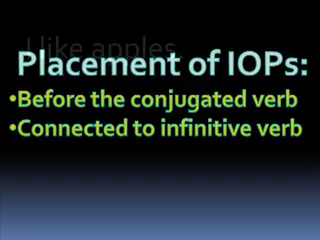 I like apples.
Placement of IOPs:
•Before the conjugated verb
•Connected to infinitive verb